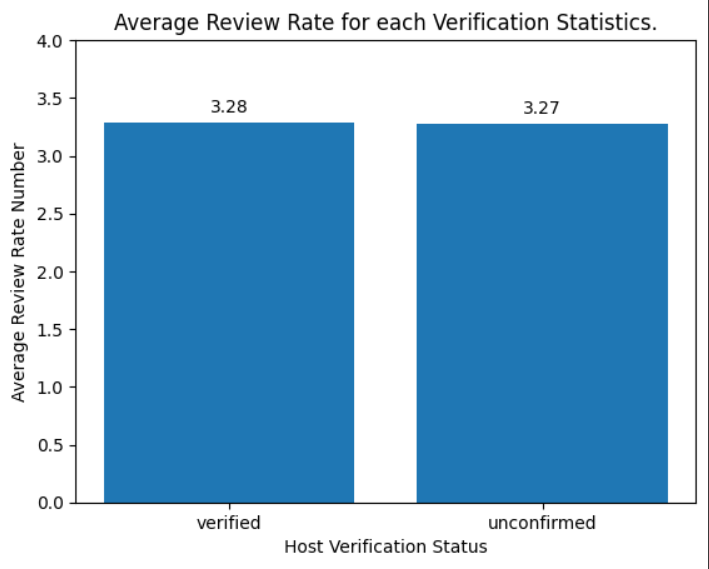 Average Review Rate for each Verification Statistics.
4.0
3.5
3.0
2.5
2.0
1.5
1.0
0.5
0.0
Average Review Rate Number
3.28
3.27
verified
unconfirmed
Host Verification Status